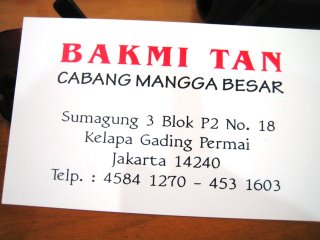 BAKMI TAN
CABANG MANGGA BESAR
Sumagung 3 Blok P2 No. 18
Kelapa Gading Permai
Jakarta 14240
Telp. : 4584 1270 - 453 1603